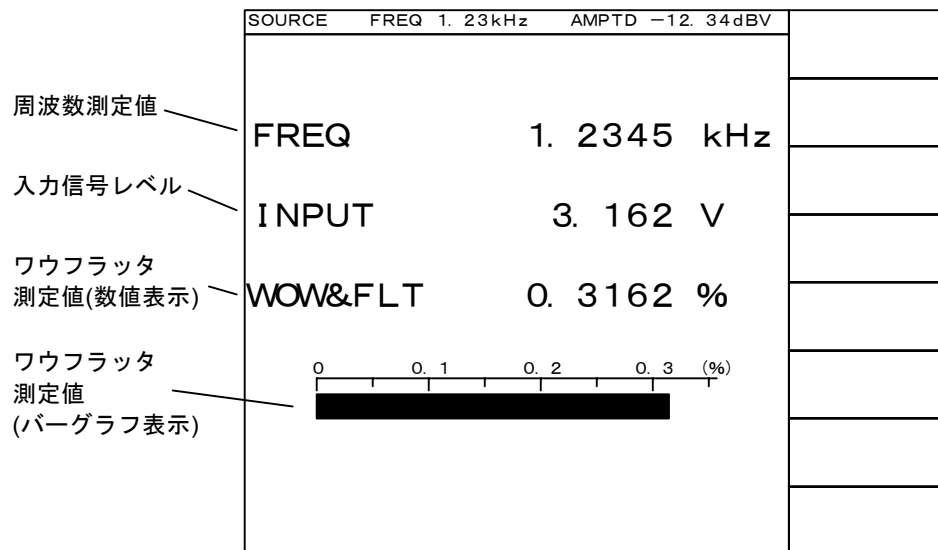 SOURCE FREQ 1. 23kHz AMPTD −12. 34dBV
周波数測定値
FREQ 1. 2345 kHz
入力信号レベル
INPUT 3. 162 V
ワウフラッタ
測定値(数値表示)
WOW&FLT 0. 3162 %
ワウフラッタ
測定値
(バーグラフ表示)
0 0. 1 0. 2 0. 3 (%)